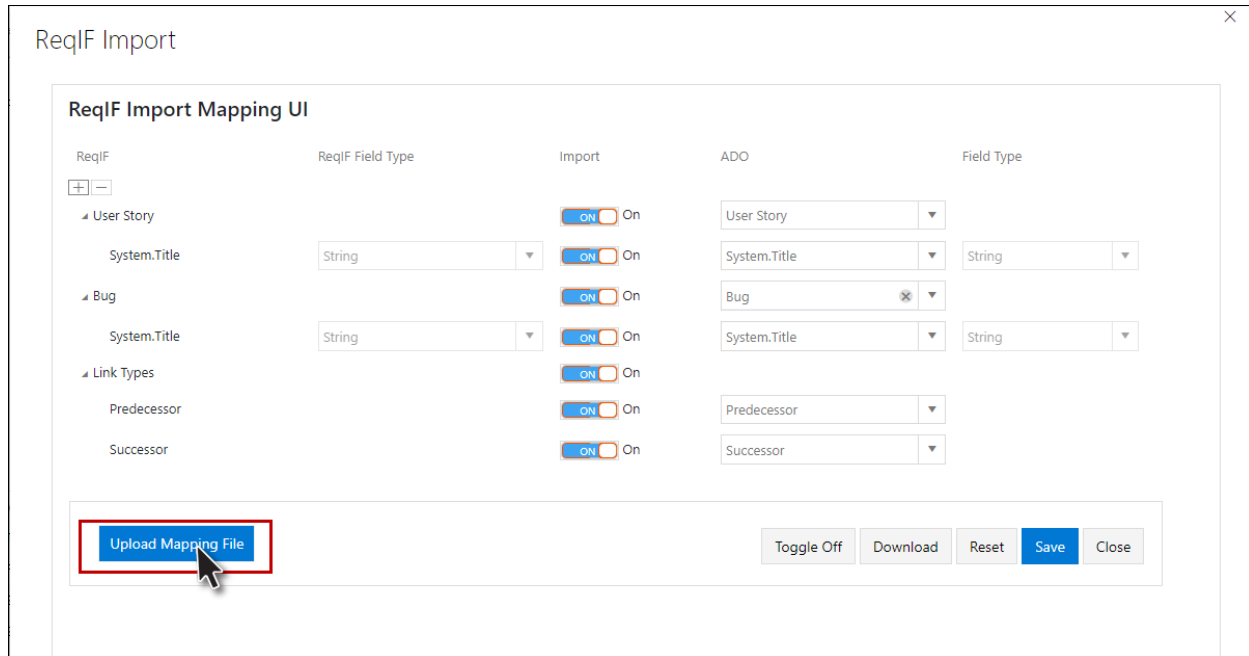 ReqIF Import
ReqIF Import Mapping UI
ReqIF ReqIF Field Type Import ADO Field Type
User Story ON On User Story
System.Title String ON On System.Title String
Bug ON On Bug
System.Title String ON On System.Title String
Link Types ON On
Predecessor ON On Predecessor
Successor ON On Successor
Upload Mapping File Toggle Off Download Reset Save Close